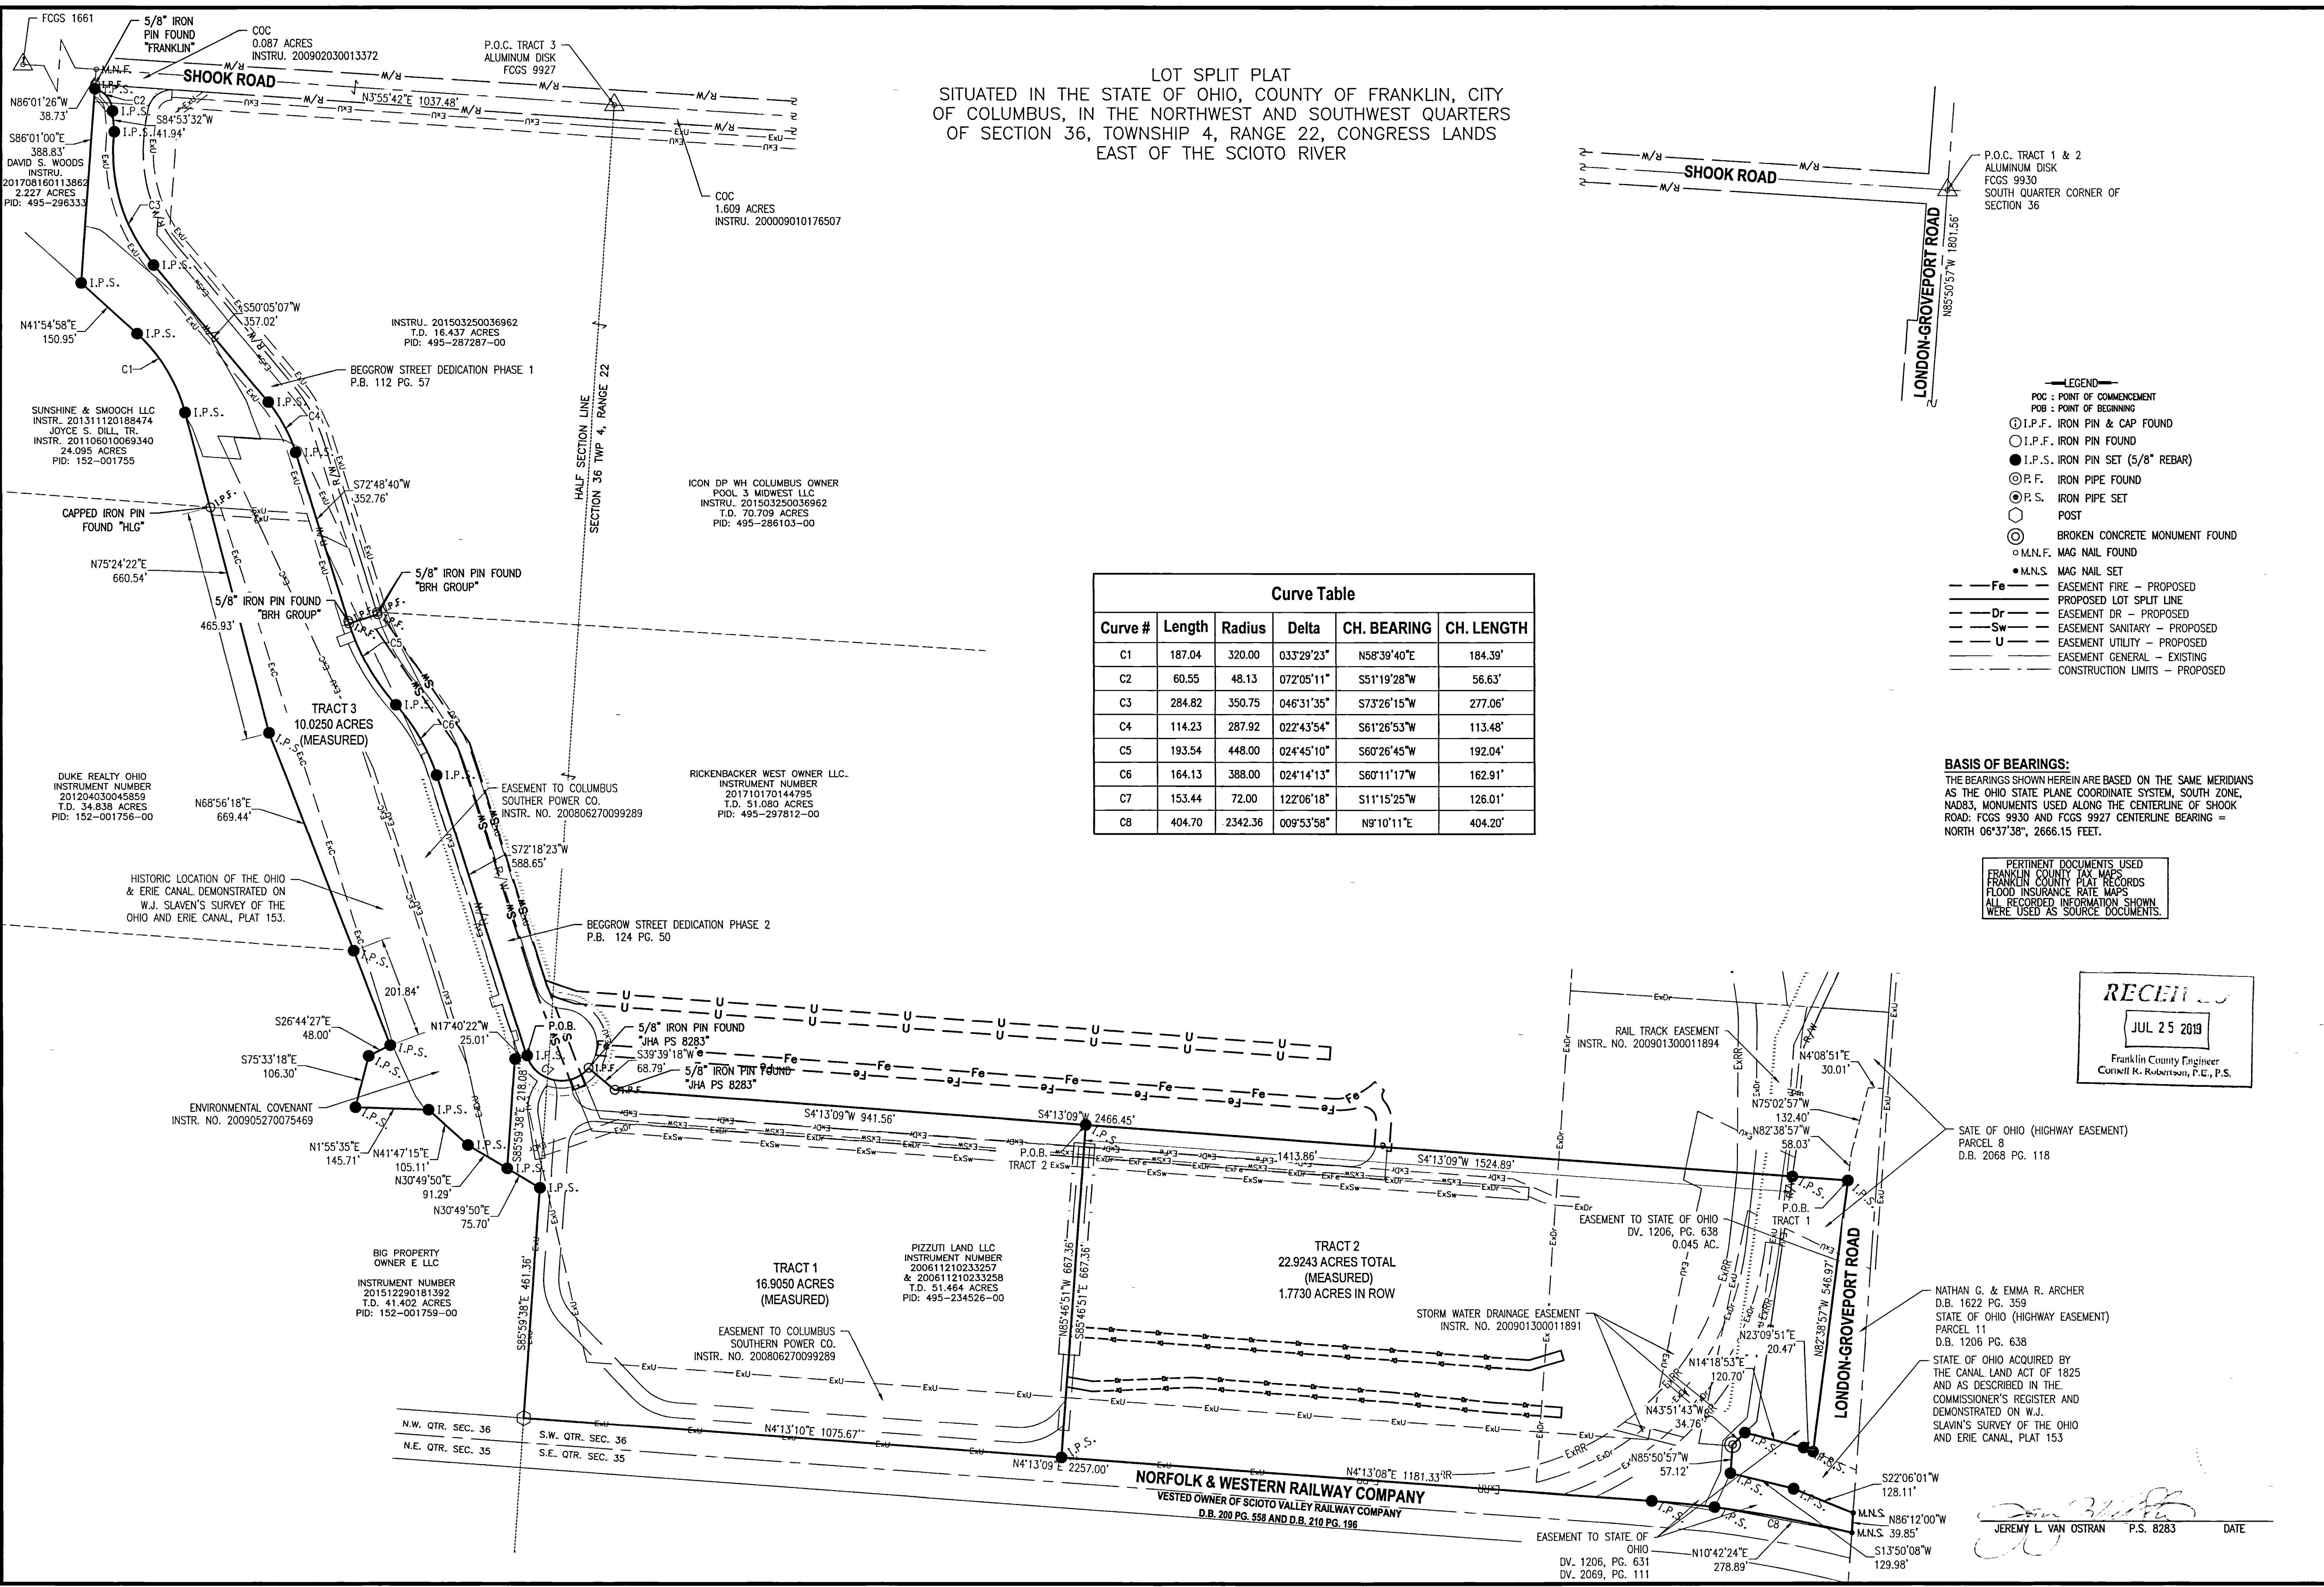 LOT SPLIT PLAT
SITUATED IN THE STATE OF OHIO, COUNTY OF FRANKLIN, CITY
OF COLUMBUS, IN THE NORTHWEST AND SOUTHWEST QUARTERS
OF SECTION 36, TOWNSHIP 4, RANGE 22, CONGRESS LANDS
EAST OF THE SCIOTO RIVER
FCGS 1661
5/8" IRON
PIN FOUND
"FRANKLIN"
COC
0.087 ACRES
INSTRU. 200902030013372
P.O.C. TRACT 3
ALUMINUM DISK
FCGS 9927
M.N.F.
I.P.F.
I.P.S.
SHOOK ROAD
R/W
N3°55'42"E 1037.48'
N86°01'26"W
38.73'
C2
I.P.S.
S84°53'32"W
41.94'
I.P.S.
S86°01'00"E
388.83'
DAVID S. WOODS
INSTRU.
201708160113862
2.227 ACRES
PID: 495-296333
C3
COC
1.609 ACRES
INSTRU. 200009010176507
SHOOK ROAD
R/W
P.O.C. TRACT 1 & 2
ALUMINUM DISK
FCGS 9930
SOUTH QUARTER CORNER OF
SECTION 36
LONDON-GROVEPORT ROAD
N85°50'57"W 1801.56'
I.P.S.
I.P.S.
N41°54'58"E
150.95'
I.P.S.
C1
S50°05'07"W
357.02'
INSTRU. 201503250036962
T.D. 16.437 ACRES
PID: 495-287287-00
BEGGROW STREET DEDICATION PHASE 1
P.B. 112 PG. 57
HALF SECTION LINE
SECTION 36 TWP 4, RANGE 22
SUNSHINE & SMOOCH LLC
INSTR. 201311120188474
JOYCE S. DILL, TR.
INSTR. 201106010069340
24.095 ACRES
PID: 152-001755
I.P.S.
I.P.S.
C4
I.P.S.
S72°48'40"W
352.76'
CAPPED IRON PIN
FOUND "HLG"
I.P.F.
ICON DP WH COLUMBUS OWNER
POOL 3 MIDWEST LLC
INSTRU. 201503250036962
T.D. 70.709 ACRES
PID: 495-286103-00
N75°24'22"E
660.54'
465.93'
5/8" IRON PIN FOUND
"BRH GROUP"
5/8" IRON PIN FOUND
"BRH GROUP"
C5
I.P.S.
C6
I.P.S.
TRACT 3
10.0250 ACRES
(MEASURED)
I.P.S.
LEGEND
POC : POINT OF COMMENCEMENT
POB : POINT OF BEGINNING
I.P.F. IRON PIN & CAP FOUND
I.P.F. IRON PIN FOUND
I.P.S. IRON PIN SET (5/8" REBAR)
P.F. IRON PIPE FOUND
P.S. IRON PIPE SET
POST
BROKEN CONCRETE MONUMENT FOUND
M.N.F. MAG NAIL FOUND
M.N.S. MAG NAIL SET
Fe EASEMENT FIRE - PROPOSED
PROPOSED LOT SPLIT LINE
Dr EASEMENT DR - PROPOSED
Sw EASEMENT SANITARY - PROPOSED
U EASEMENT UTILITY - PROPOSED
EASEMENT GENERAL - EXISTING
CONSTRUCTION LIMITS - PROPOSED
Curve Table
Curve # Length Radius Delta CH. BEARING CH. LENGTH
C1 187.04 320.00 033°29'23" N58°39'40"E 184.39'
C2 60.55 48.13 072°05'11" S51°19'28"W 56.63'
C3 284.82 350.75 046°31'35" S73°26'15"W 277.06'
C4 114.23 287.92 022°43'54" S61°26'53"W 113.48'
C5 193.54 448.00 024°45'10" S60°26'45"W 192.04'
C6 164.13 388.00 024°14'13" S60°11'17"W 162.91'
C7 153.44 72.00 122°06'18" S11°15'25"W 126.01'
C8 404.70 2342.36 009°53'58" N9°10'11"E 404.20'
BASIS OF BEARINGS:
THE BEARINGS SHOWN HEREIN ARE BASED ON THE SAME MERIDIANS
AS THE OHIO STATE PLANE COORDINATE SYSTEM, SOUTH ZONE,
NAD83, MONUMENTS USED ALONG THE CENTERLINE OF SHOOK
ROAD: FCGS 9930 AND FCGS 9927 CENTERLINE BEARING =
NORTH 06°37'38", 2666.15 FEET.
PERTINENT DOCUMENTS USED
FRANKLIN COUNTY TAX MAPS
FRANKLIN COUNTY PLAT RECORDS
FLOOD INSURANCE RATE MAPS
ALL RECORDED INFORMATION SHOWN
WERE USED AS SOURCE DOCUMENTS.
DUKE REALTY OHIO
INSTRUMENT NUMBER
201204030045859
T.D. 34.838 ACRES
PID: 152-001756-00
N68°56'18"E
669.44'
EASEMENT TO COLUMBUS
SOUTHER POWER CO.
INSTR. NO. 200806270099289
RICKENBACKER WEST OWNER LLC.
INSTRUMENT NUMBER
201710170144795
T.D. 51.080 ACRES
PID: 495-297812-00
S72°18'23"W
588.65'
HISTORIC LOCATION OF THE OHIO
& ERIE CANAL DEMONSTRATED ON
W.J. SLAVEN'S SURVEY OF THE
OHIO AND ERIE CANAL, PLAT 153.
BEGGROW STREET DEDICATION PHASE 2
P.B. 124 PG. 50
I.P.S.
201.84'
S26°44'27"E
48.00'
I.P.S.
S75°33'18"E
106.30'
I.P.S.
N17°40'22"W
25.01'
P.O.B.
I.P.S.
5/8" IRON PIN FOUND
"JHA PS 8283"
S39°39'18"W
68.79'
I.P.F.
5/8" IRON PIN FOUND
"JHA PS 8283"
I.P.F.
ENVIRONMENTAL COVENANT
INSTR. NO. 200905270075469
I.P.S.
I.P.S.
N1°55'35"E
145.71'
N41°47'15"E
105.11'
I.P.S.
S85°59'38"E 218.08'
N30°49'50"E
91.29'
I.P.S.
N30°49'50"E
75.70'
I.P.S.
S4°13'09"W 941.56'
S4°13'09"W 2466.45'
I.P.S.
P.O.B.
TRACT 2
1413.86'
S4°13'09"W 1524.89'
RAIL TRACK EASEMENT
INSTR. NO. 200901300011894
N4°08'51"E
30.01'
N75°02'57"W
132.40'
N82°38'57"W
58.03'
I.P.S.
I.P.S.
P.O.B.
TRACT 1
SATE OF OHIO (HIGHWAY EASEMENT)
PARCEL 8
D.B. 2068 PG. 118
JUL 25 2019
Franklin County Engineer
Cornell R. Robertson, P.E., P.S.
EASEMENT TO STATE OF OHIO
DV. 1206, PG. 638
0.045 AC.
BIG PROPERTY
OWNER E LLC
INSTRUMENT NUMBER
201512290181392
T.D. 41.402 ACRES
PID: 152-001759-00
S85°59'38"E 461.36'
TRACT 1
16.9050 ACRES
(MEASURED)
PIZZUTI LAND LLC
INSTRUMENT NUMBER
200611210233257
& 200611210233258
T.D. 51.464 ACRES
PID: 495-234526-00
N85°46'51"W 667.36'
S85°46'51"E 667.36'
TRACT 2
22.9243 ACRES TOTAL
(MEASURED)
1.7730 ACRES IN ROW
EASEMENT TO COLUMBUS
SOUTHERN POWER CO.
INSTR. NO. 200806270099289
STORM WATER DRAINAGE EASEMENT
INSTR. NO. 200901300011891
N82°38'57"W 546.97'
LONDON-GROVEPORT ROAD
NATHAN G. & EMMA R. ARCHER
D.B. 1622 PG. 359
STATE OF OHIO (HIGHWAY EASEMENT)
PARCEL 11
D.B. 1206 PG. 638
STATE OF OHIO ACQUIRED BY
THE CANAL LAND ACT OF 1825
AND AS DESCRIBED IN THE
COMMISSIONER'S REGISTER AND
DEMONSTRATED ON W.J.
SLAVIN'S SURVEY OF THE OHIO
AND ERIE CANAL, PLAT 153
N23°09'51"E
20.47'
N14°18'53"E
120.70'
N43°51'43"W
34.76'
N85°50'57"W
57.12'
N.W. QTR. SEC. 36
N.E. QTR. SEC. 35
S.W. QTR. SEC. 36
S.E. QTR. SEC. 35
N4°13'10"E 1075.67'
I.P.S.
N4°13'09"E 2257.00'
N4°13'08"E 1181.33'
NORFOLK & WESTERN RAILWAY COMPANY
VESTED OWNER OF SCIOTO VALLEY RAILWAY COMPANY
D.B. 200 PG. 558 AND D.B. 210 PG. 196
I.P.S.
I.P.S.
C8
S22°06'01"W
128.11'
M.N.S.
N86°12'00"W
39.85'
M.N.S.
S13°50'08"W
129.98'
N10°42'24"E
278.89'
EASEMENT TO STATE OF
OHIO
DV. 1206, PG. 631
DV. 2069, PG. 111
JEREMY L. VAN OSTRAN P.S. 8283 DATE